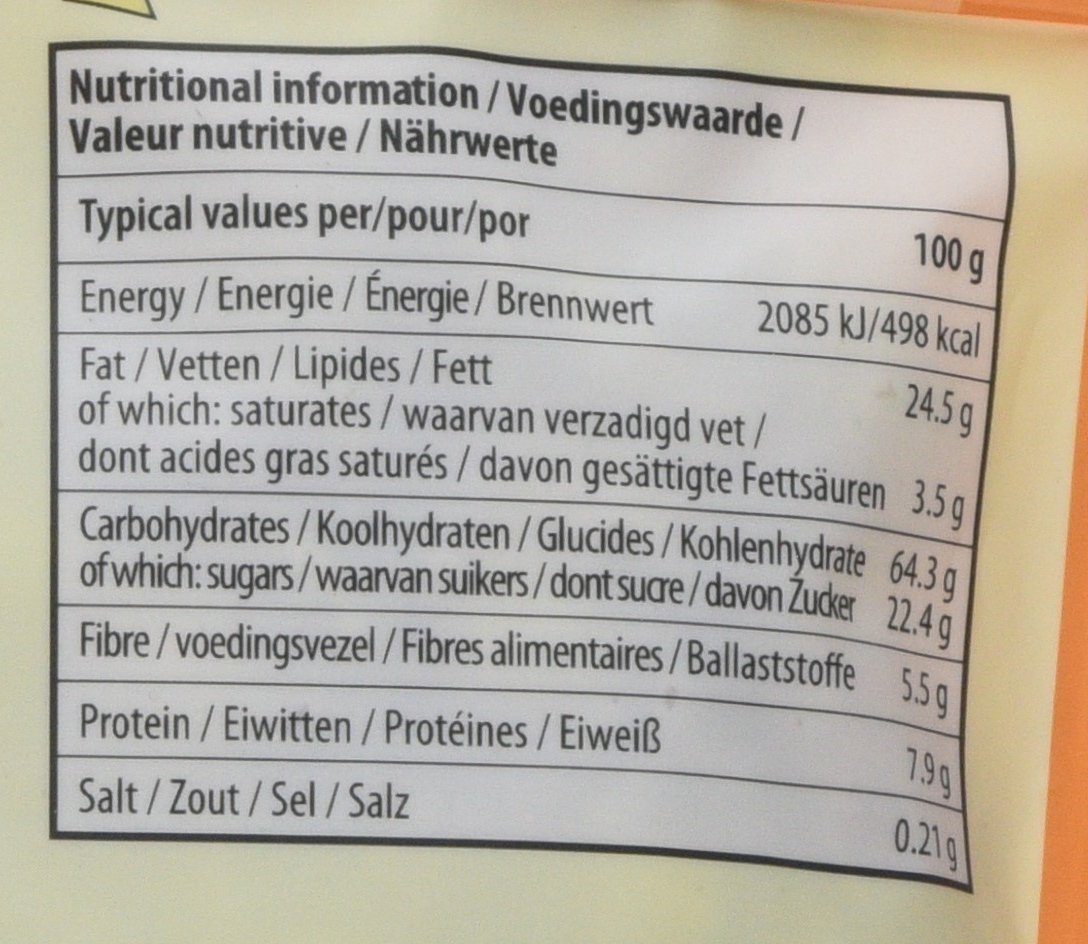 Nutritional information / Voedingswaarde /
Valeur nutritive / Nährwerte
Typical values per/pour/por 100 g
Energy / Energie / Énergie / Brennwert 2085 kJ/498 kcal
Fat / Vetten / Lipides / Fett 24.5 g
of which: saturates / waarvan verzadigd vet /
dont acides gras saturés / davon gesättigte Fettsäuren 3.5 g
Carbohydrates / Koolhydraten / Glucides / Kohlenhydrate 64.3 g
of which: sugars / waarvan suikers / dont sucre / davon Zucker 22.4 g
Fibre / voedingsvezel / Fibres alimentaires / Ballaststoffe 5.5 g
Protein / Eiwitten / Protéines / Eiweiß 7.9 g
Salt / Zout / Sel / Salz 0.21 g